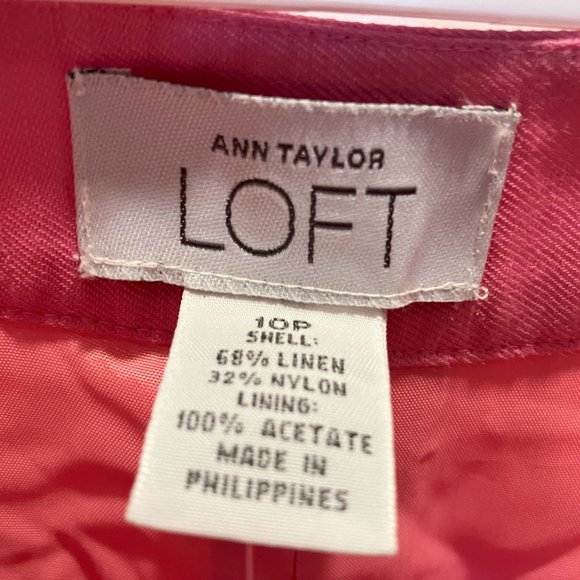 ANN TAYLOR
LOFT
10P
SHELL:
68% LINEN
32% NYLON
LINING:
100% ACETATE
MADE IN
PHILIPPINES